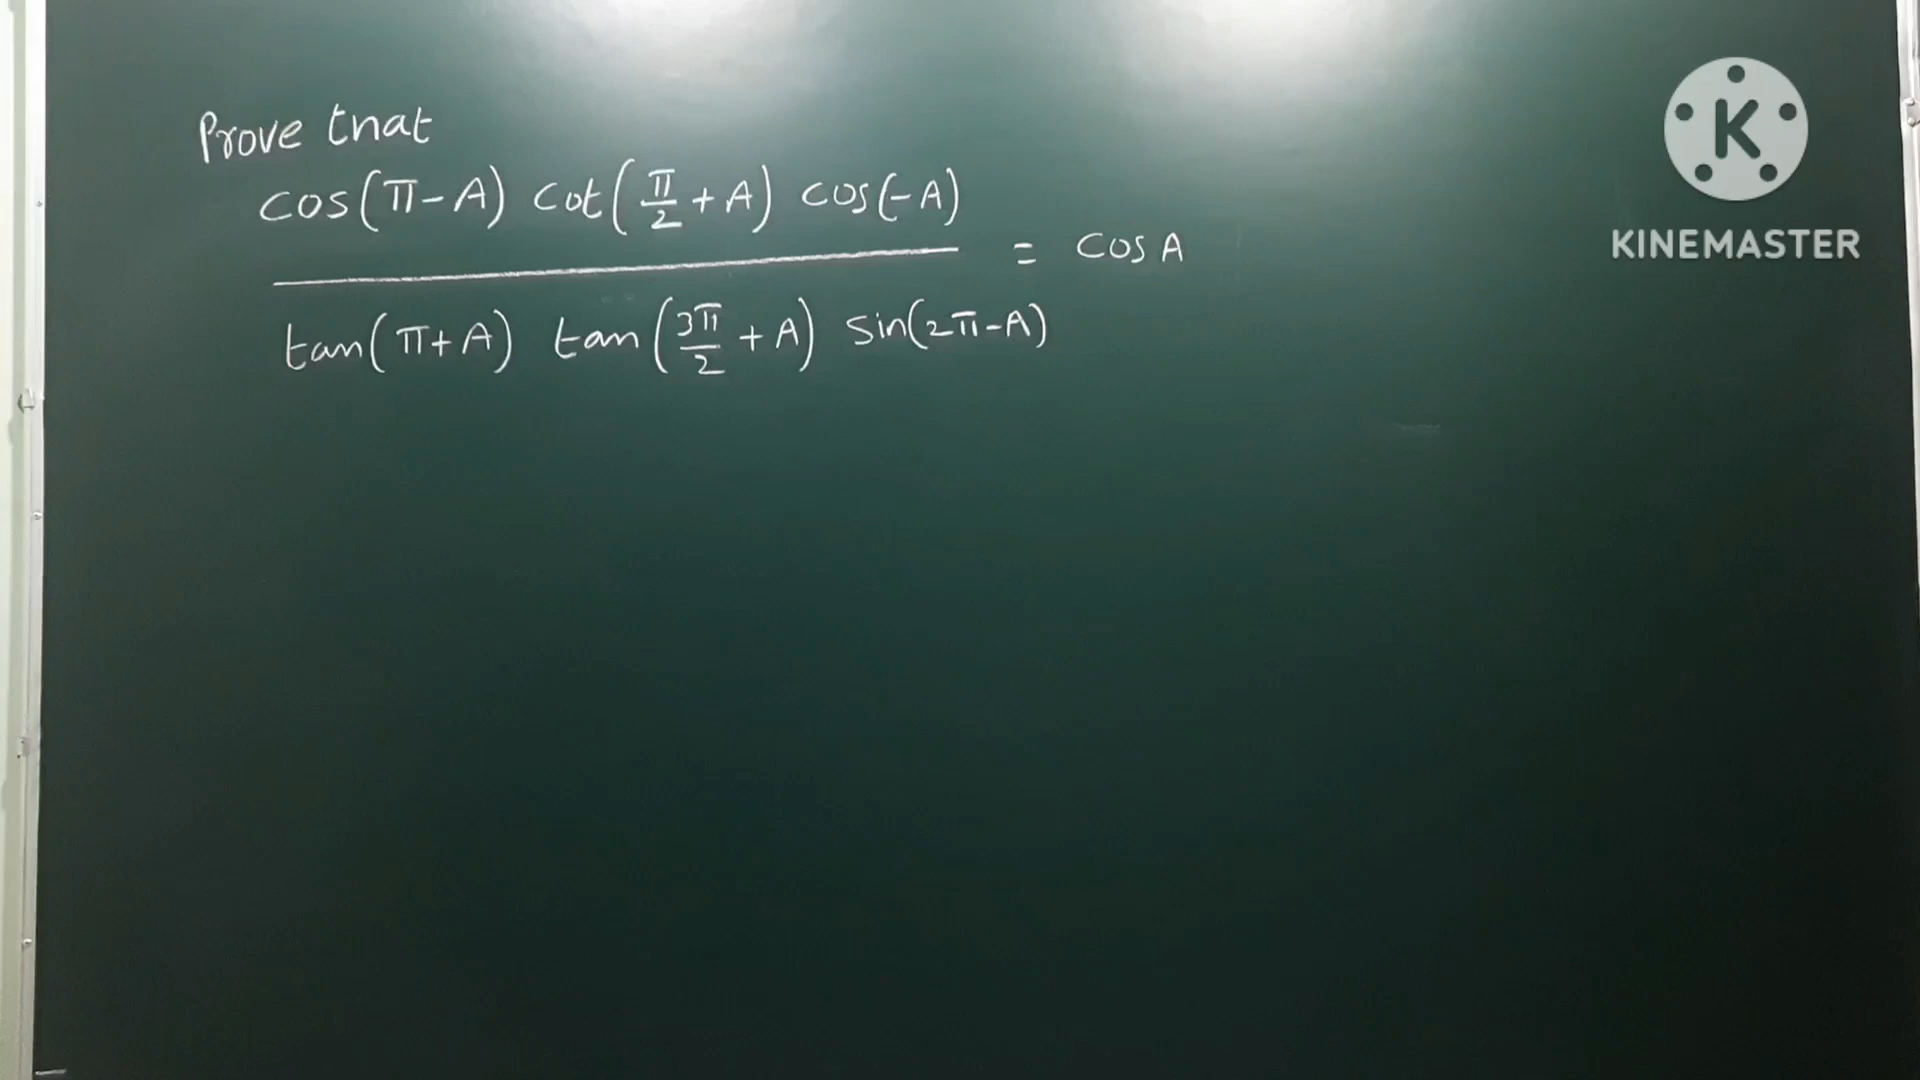 Prove that
cos(π-A) cot(π/2+A) cos(-A)
= cos A
tan(π+A) tan(3π/2+A) sin(2π-A)
K
KINEMASTER